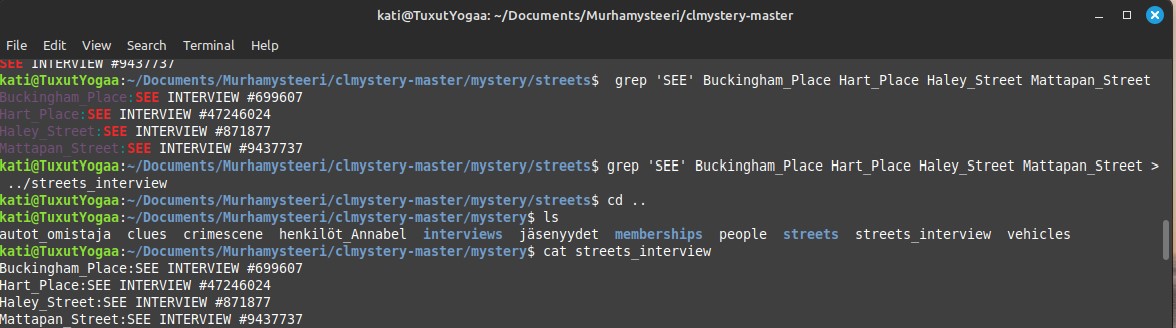 kati@TuxutYogaa: ~/Documents/Murhamysteeri/clmystery-master
File Edit View Search Terminal Help
SEE INTERVIEW #9437737
kati@TuxutYogaa:~/Documents/Murhamysteeri/clmystery-master/mystery/streets$  grep 'SEE' Buckingham_Place Hart_Place Haley_Street Mattapan_Street
Buckingham_Place:SEE INTERVIEW #699607
Hart_Place:SEE INTERVIEW #47246024
Haley_Street:SEE INTERVIEW #871877
Mattapan_Street:SEE INTERVIEW #9437737
kati@TuxutYogaa:~/Documents/Murhamysteeri/clmystery-master/mystery/streets$ grep 'SEE' Buckingham_Place Hart_Place Haley_Street Mattapan_Street >
../streets_interview
kati@TuxutYogaa:~/Documents/Murhamysteeri/clmystery-master/mystery/streets$ cd ..
kati@TuxutYogaa:~/Documents/Murhamysteeri/clmystery-master/mystery$ ls
autot_omistaja  clues  crimescene  henkilöt_Annabel  interviews  jäsenyydet  memberships  people  streets  streets_interview  vehicles
kati@TuxutYogaa:~/Documents/Murhamysteeri/clmystery-master/mystery$ cat streets_interview
Buckingham_Place:SEE INTERVIEW #699607
Hart_Place:SEE INTERVIEW #47246024
Haley_Street:SEE INTERVIEW #871877
Mattapan_Street:SEE INTERVIEW #9437737